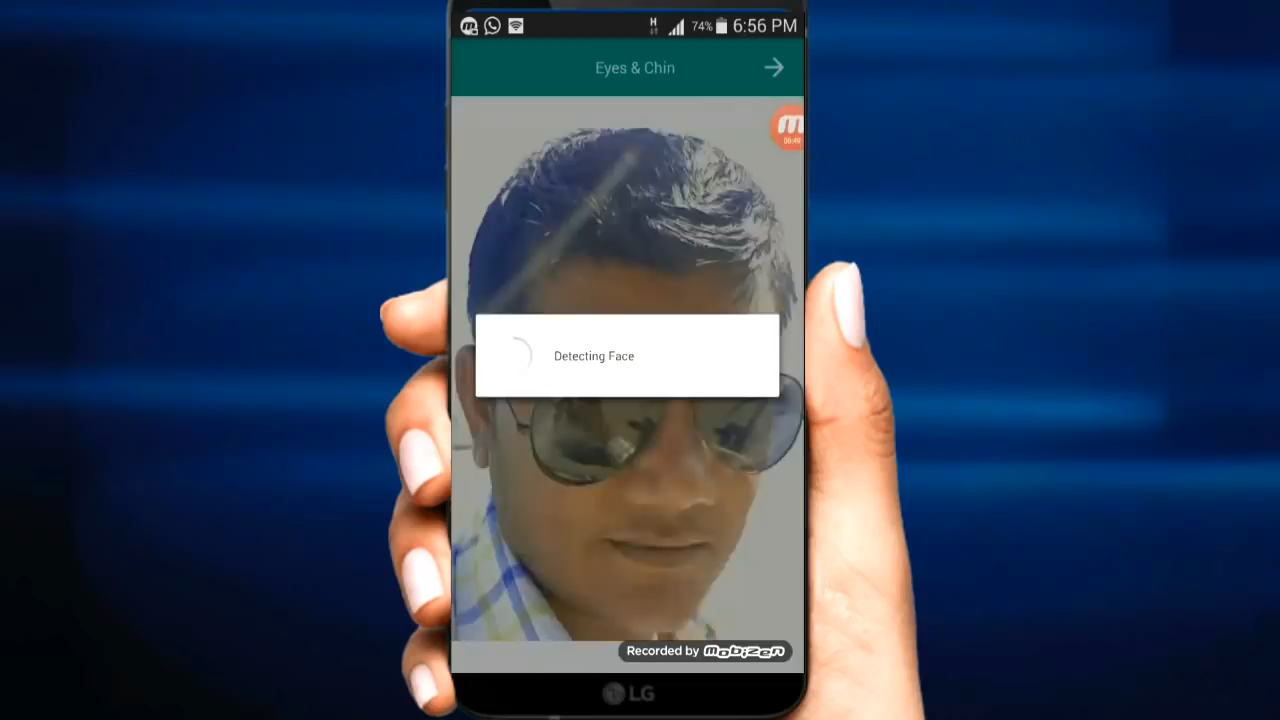 74% 6:56 PM
Eyes & Chin
Detecting Face
Recorded by MOBIZEN
LG